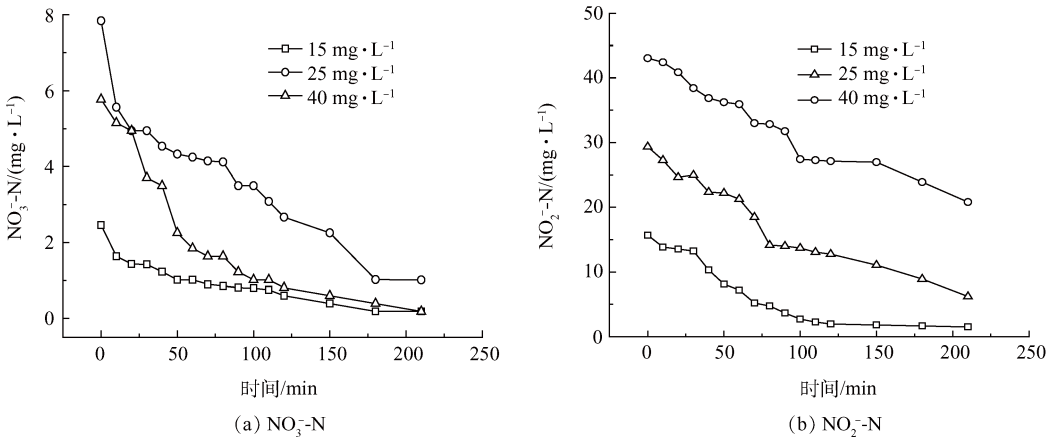 8
6
4
2
0
NO₃⁻-N/(mg·L⁻¹)
15 mg·L⁻¹
25 mg·L⁻¹
40 mg·L⁻¹
0 50 100 150 200 250
时间/min
(a) NO₃⁻-N
50
40
30
20
10
0
NO₂⁻-N/(mg·L⁻¹)
15 mg·L⁻¹
25 mg·L⁻¹
40 mg·L⁻¹
0 50 100 150 200 250
时间/min
(b) NO₂⁻-N